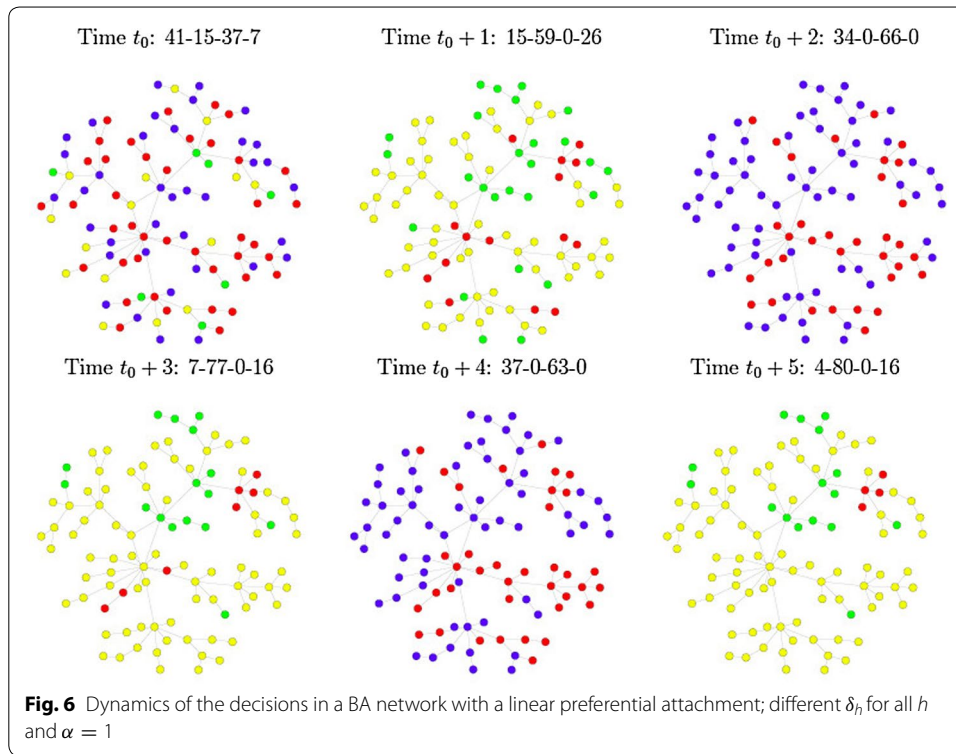 Time t₀: 41-15-37-7
Time t₀ + 1: 15-59-0-26
Time t₀ + 2: 34-0-66-0
Time t₀ + 3: 7-77-0-16
Time t₀ + 4: 37-0-63-0
Time t₀ + 5: 4-80-0-16
Fig. 6 Dynamics of the decisions in a BA network with a linear preferential attachment; different δₕ for all h
and α = 1